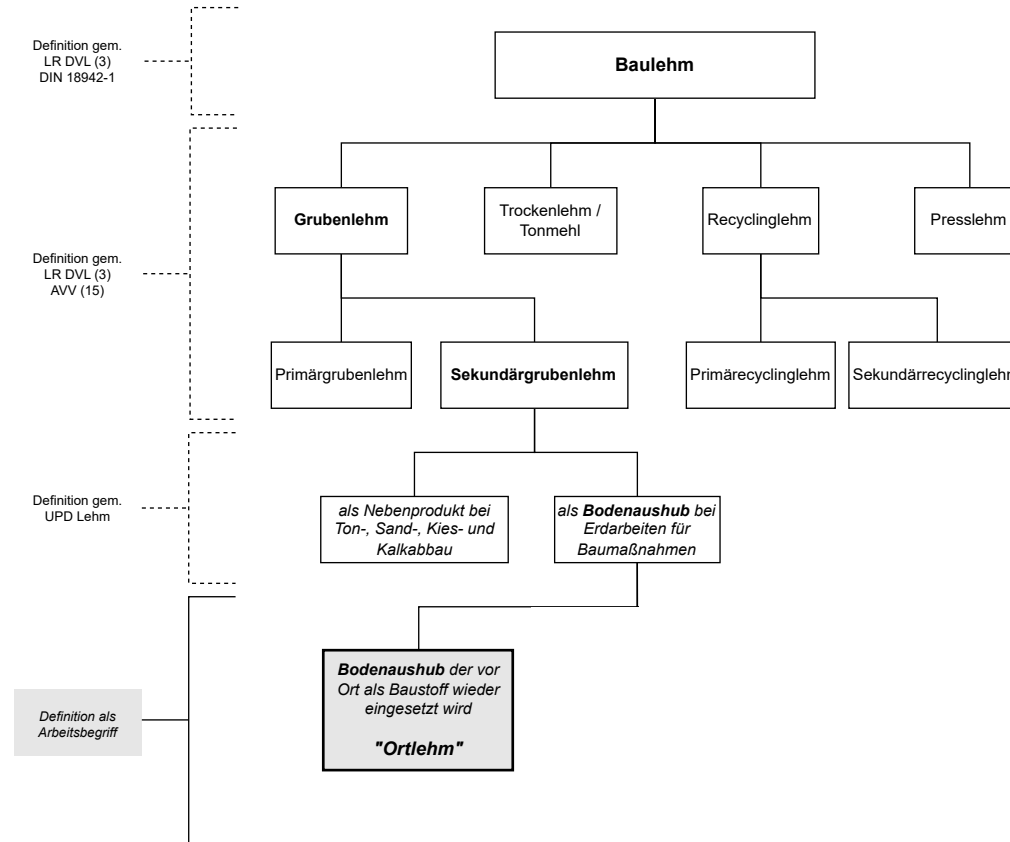 Definition gem.
LR DVL (3)
DIN 18942-1
Baulehm
Definition gem.
LR DVL (3)
AVV (15)
Grubenlehm
Trockenlehm /
Tonmehl
Recyclinglehm
Presslehm
Primärgrubenlehm
Sekundärgrubenlehm
Primärecyclinglehm
Sekundärrecyclinglehm
Definition gem.
UPD Lehm
als Nebenprodukt bei
Ton-, Sand-, Kies- und
Kalkabbau
als Bodenaushub bei
Erdarbeiten für
Baumaßnahmen
Definition als
Arbeitsbegriff
Bodenaushub der vor
Ort als Baustoff wieder
eingesetzt wird
"Ortlehm"